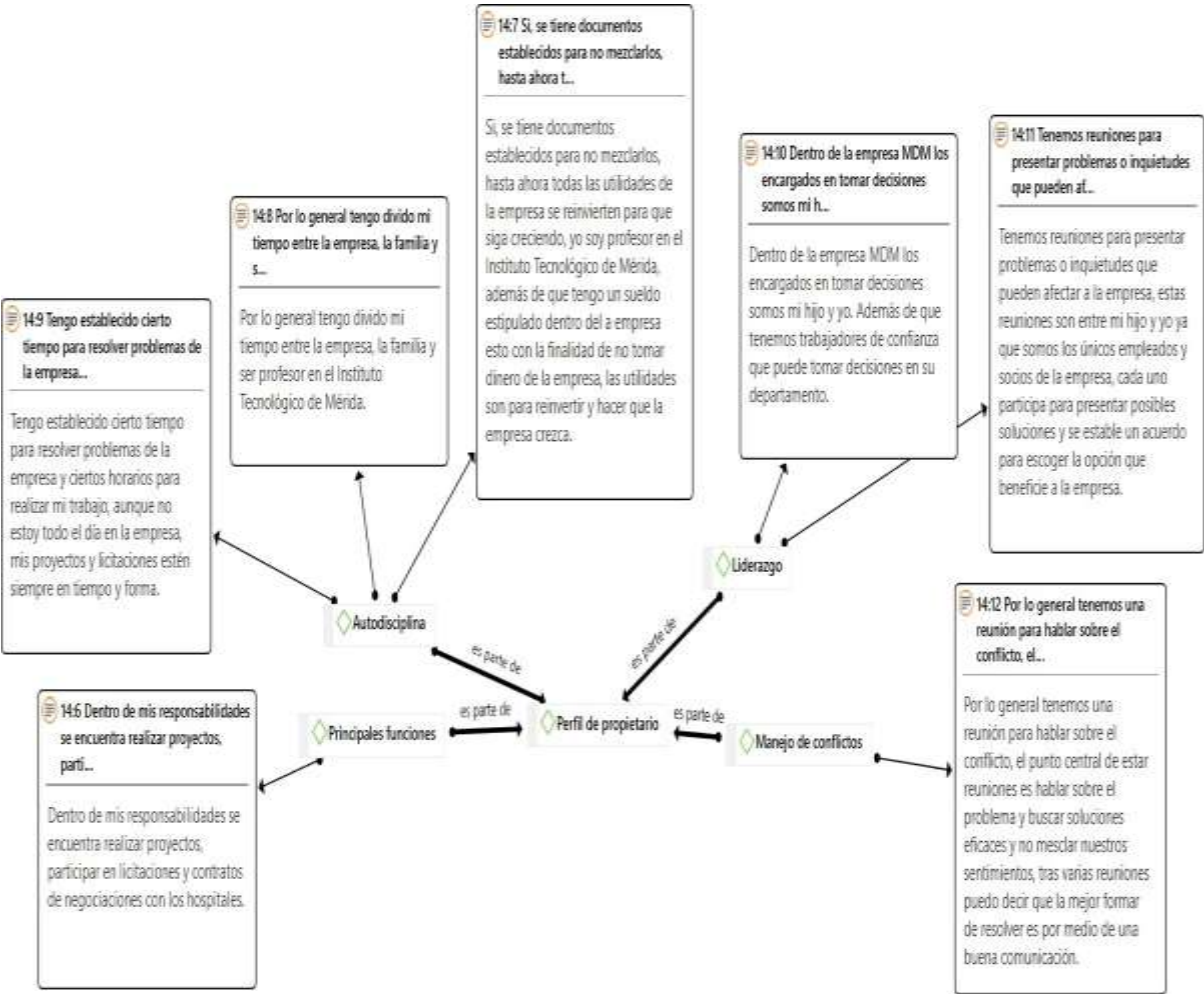 14:7 Si, se tiene documentos
establecidos para no mezclarlos,
hasta ahora t...
Si, se tiene documentos
establecidos para no mezclarlos,
hasta ahora todas las utilidades de
la empresa se reinvierten para que
siga creciendo, yo soy profesor en el
Instituto Tecnológico de Mérida,
además de que tengo un sueldo
estipulado dentro del a empresa
esto con la finalidad de no tomar
dinero de la empresa, las utilidades
son para reinvertir y hacer que la
empresa crezca.
14:10 Dentro de la empresa MDM los
encargados en tomar decisiones
somos mi h...
Dentro de la empresa MDM los
encargados en tomar decisiones
somos mi hijo y yo. Además de que
tenemos trabajadores de confianza
que puede tomar decisiones en su
departamento.
14:11 Tenemos reuniones para
presentar problemas o inquietudes
que pueden af...
Tenemos reuniones para presentar
problemas o inquietudes que
pueden afectar a la empresa, estas
reuniones son entre mi hijo y yo ya
que somos los únicos empleados y
socios de la empresa, cada uno
participa para presentar posibles
soluciones y se estable un acuerdo
para escoger la opción que
beneficie a la empresa.
14:8 Por lo general tengo divido mi
tiempo entre la empresa, la familia y
s...
Por lo general tengo divido mi
tiempo entre la empresa, la familia y
ser profesor en el Instituto
Tecnológico de Mérida.
14:9 Tengo establecido cierto
tiempo para resolver problemas de
la empresa...
Tengo establecido cierto tiempo
para resolver problemas de la
empresa y ciertos horarios para
realizar mi trabajo, aunque no
estoy todo el día en la empresa,
mis proyectos y licitaciones estén
siempre en tiempo y forma.
Liderazgo
Autodisciplina
es parte de
es parte de
14:12 Por lo general tenemos una
reunión para hablar sobre el
conflicto, el...
Por lo general tenemos una
reunión para hablar sobre el
conflicto, el punto central de estar
reuniones es hablar sobre el
problema y buscar soluciones
eficaces y no mesclar nuestros
sentimientos, tras varias reuniones
puedo decir que la mejor formar
de resolver es por medio de una
buena comunicación.
14:6 Dentro de mis responsabilidades
se encuentra realizar proyectos,
parti...
Dentro de mis responsabilidades se
encuentra realizar proyectos,
participar en licitaciones y contratos
de negociaciones con los hospitales.
Principales funciones
es parte de
Perfil de propietario
es parte de
Manejo de conflictos